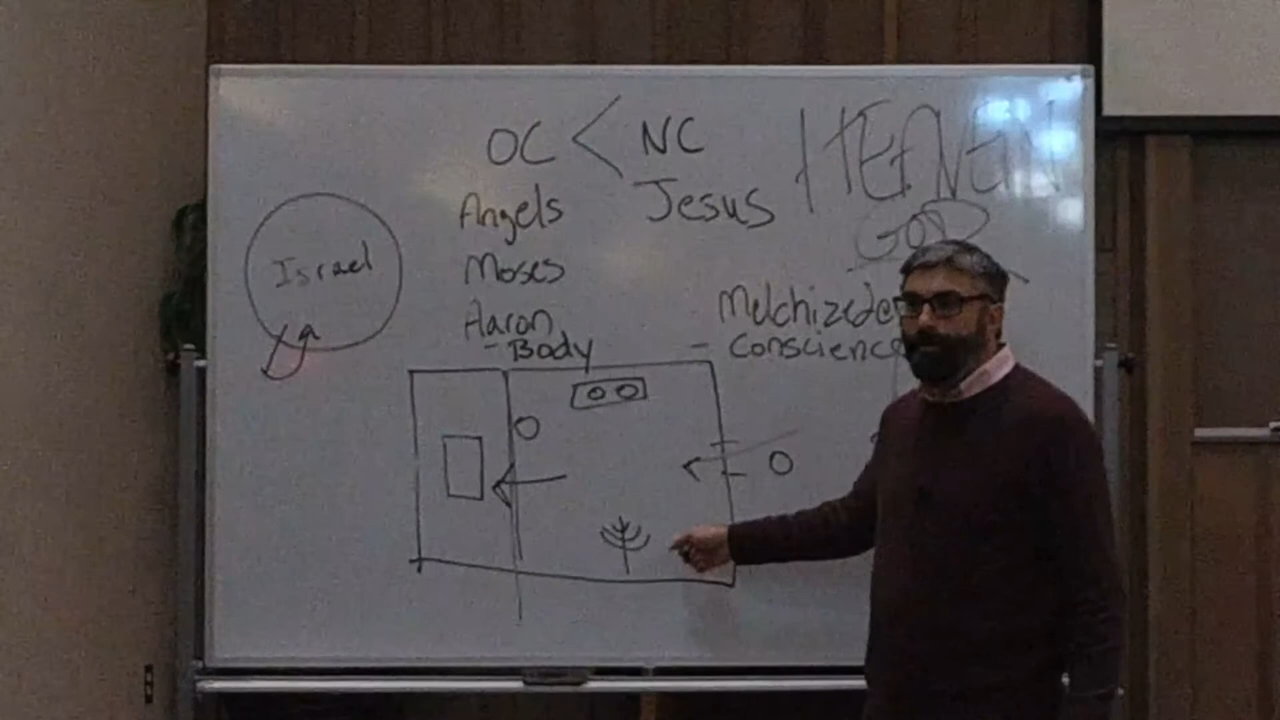 OC < NC
HEAVEN
GOD
Angels
Jesus
Israel
Moses
Aaron
- Body
Melchizede
- Conscience